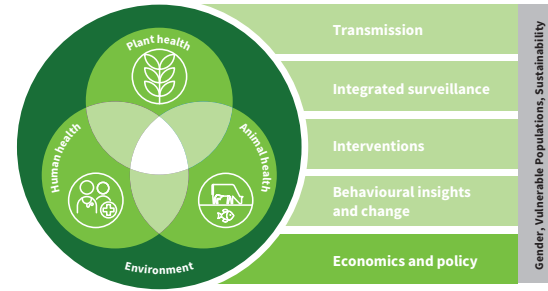 Plant health
Human health
Animal health
Environment
Transmission
Integrated surveillance
Interventions
Behavioural insights
and change
Economics and policy
Gender, Vulnerable Populations, Sustainability